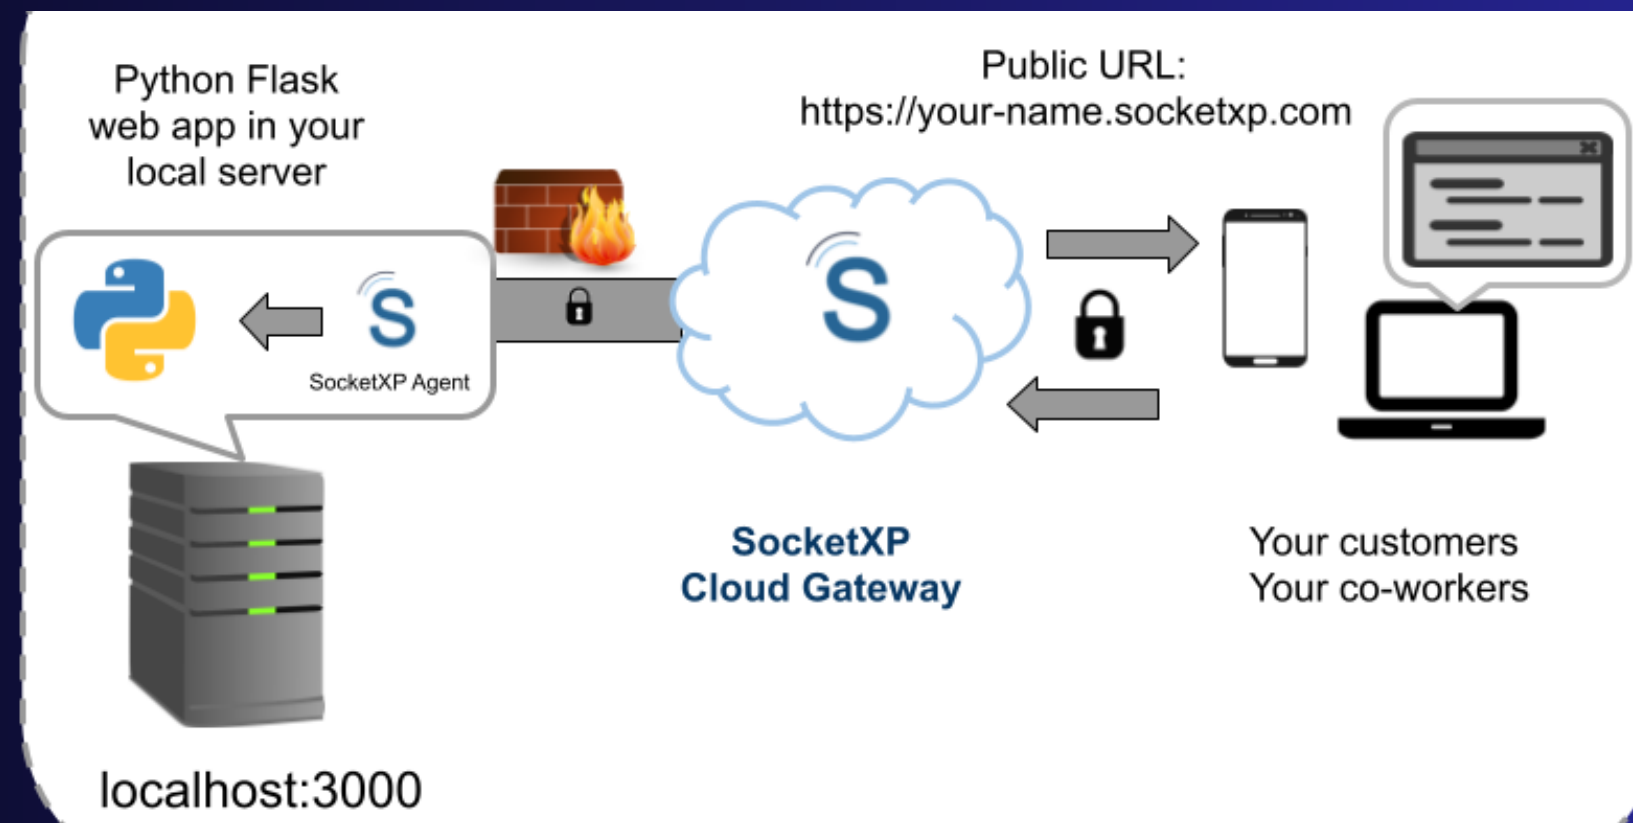 Python Flask
web app in your
local server
Public URL:
https://your-name.socketxp.com
S
SocketXP Agent
S
SocketXP
Cloud Gateway
Your customers
Your co-workers
localhost:3000